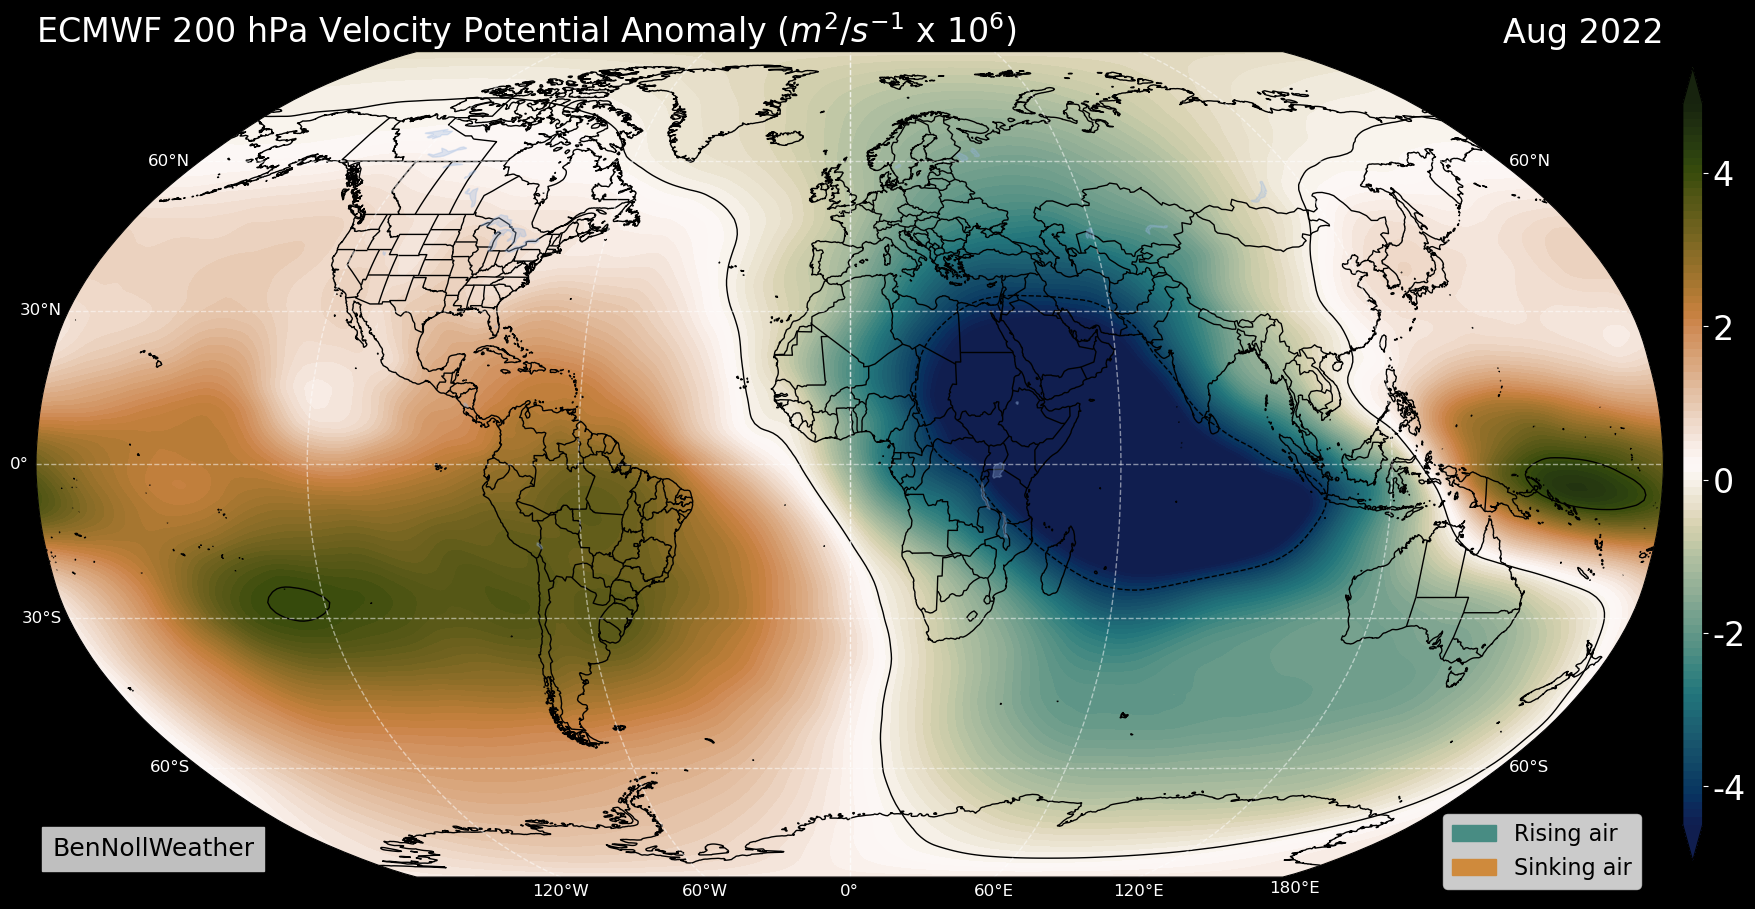 ECMWF 200 hPa Velocity Potential Anomaly (m²/s⁻¹ x 10⁶)
Aug 2022
60°N
60°N
4
2
30°N
0°
0
30°S
-2
60°S
60°S
-4
BenNollWeather
Rising air
Sinking air
120°W 60°W 0° 60°E 120°E 180°E